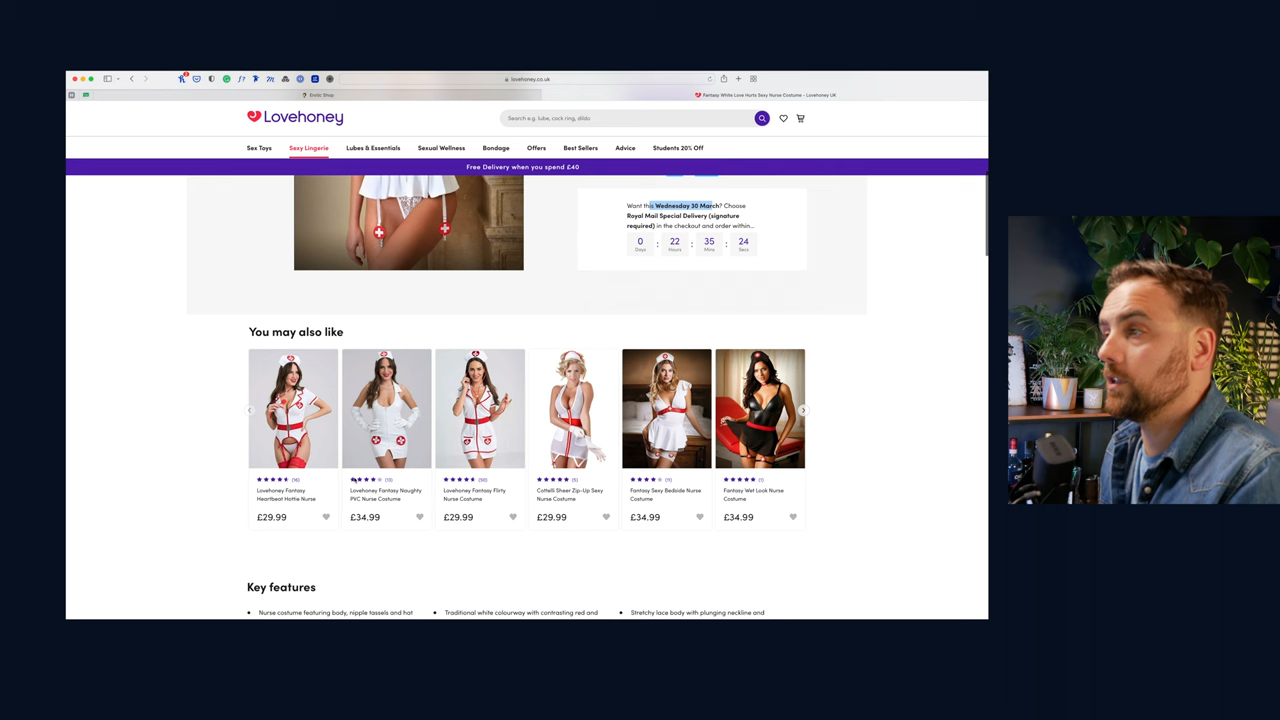 lovehoney.co.uk
Erotic Shop
Fantasy White Love Hurts Sexy Nurse Costume - Lovehoney UK
Lovehoney
Search e.g. lube, cock ring, dildo
Sex Toys
Sexy Lingerie
Lubes & Essentials
Sexual Wellness
Bondage
Offers
Best Sellers
Advice
Students 20% Off
Free Delivery when you spend £40
Want this Wednesday 30 March? Choose
Royal Mail Special Delivery (signature
required) in the checkout and order within...
0 : 22 : 35 : 24
Days Hours Mins Secs
You may also like
(16)
Lovehoney Fantasy
Heartbeat Hottie Nurse
£29.99
(13)
Lovehoney Fantasy Naughty
PVC Nurse Costume
£34.99
Lovehoney Fantasy Flirty
Nurse Costume
£29.99
(5)
Cottelli Sheer Zip-Up Sexy
Nurse Costume
£29.99
Fantasy Sexy Bedside Nurse
Costume
£34.99
(1)
Fantasy Wet Look Nurse
Costume
£34.99
Key features
Nurse costume featuring body, nipple tassels and hat
Traditional white colourway with contrasting red and
Stretchy lace body with plunging neckline and